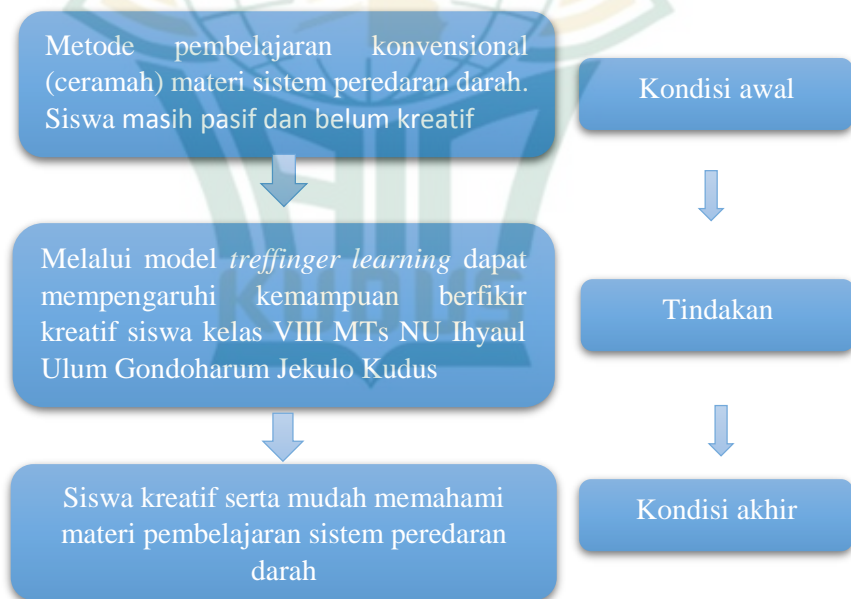 Metode pembelajaran konvensional
(ceramah) materi sistem peredaran darah.
Siswa masih pasif dan belum kreatif
Kondisi awal
Melalui model treffinger learning dapat
mempengaruhi kemampuan berfikir
kreatif siswa kelas VIII MTs NU Ihyaul
Ulum Gondoharum Jekulo Kudus
Tindakan
KUDUS
Siswa kreatif serta mudah memahami
materi pembelajaran sistem peredaran
darah
Kondisi akhir